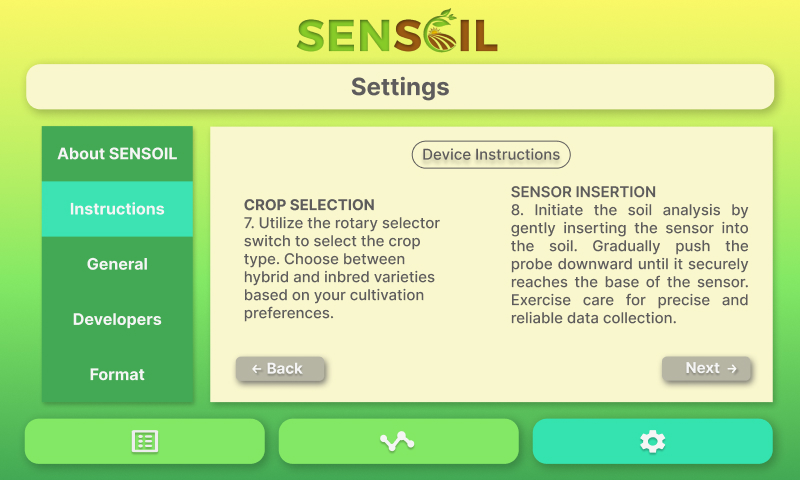 SENSOIL
Settings
About SENSOIL
Instructions
General
Developers
Format
Device Instructions
CROP SELECTION
7. Utilize the rotary selector
switch to select the crop
type. Choose between
hybrid and inbred varieties
based on your cultivation
preferences.
SENSOR INSERTION
8. Initiate the soil analysis by
gently inserting the sensor into
the soil. Gradually push the
probe downward until it securely
reaches the base of the sensor.
Exercise care for precise and
reliable data collection.
← Back
Next →